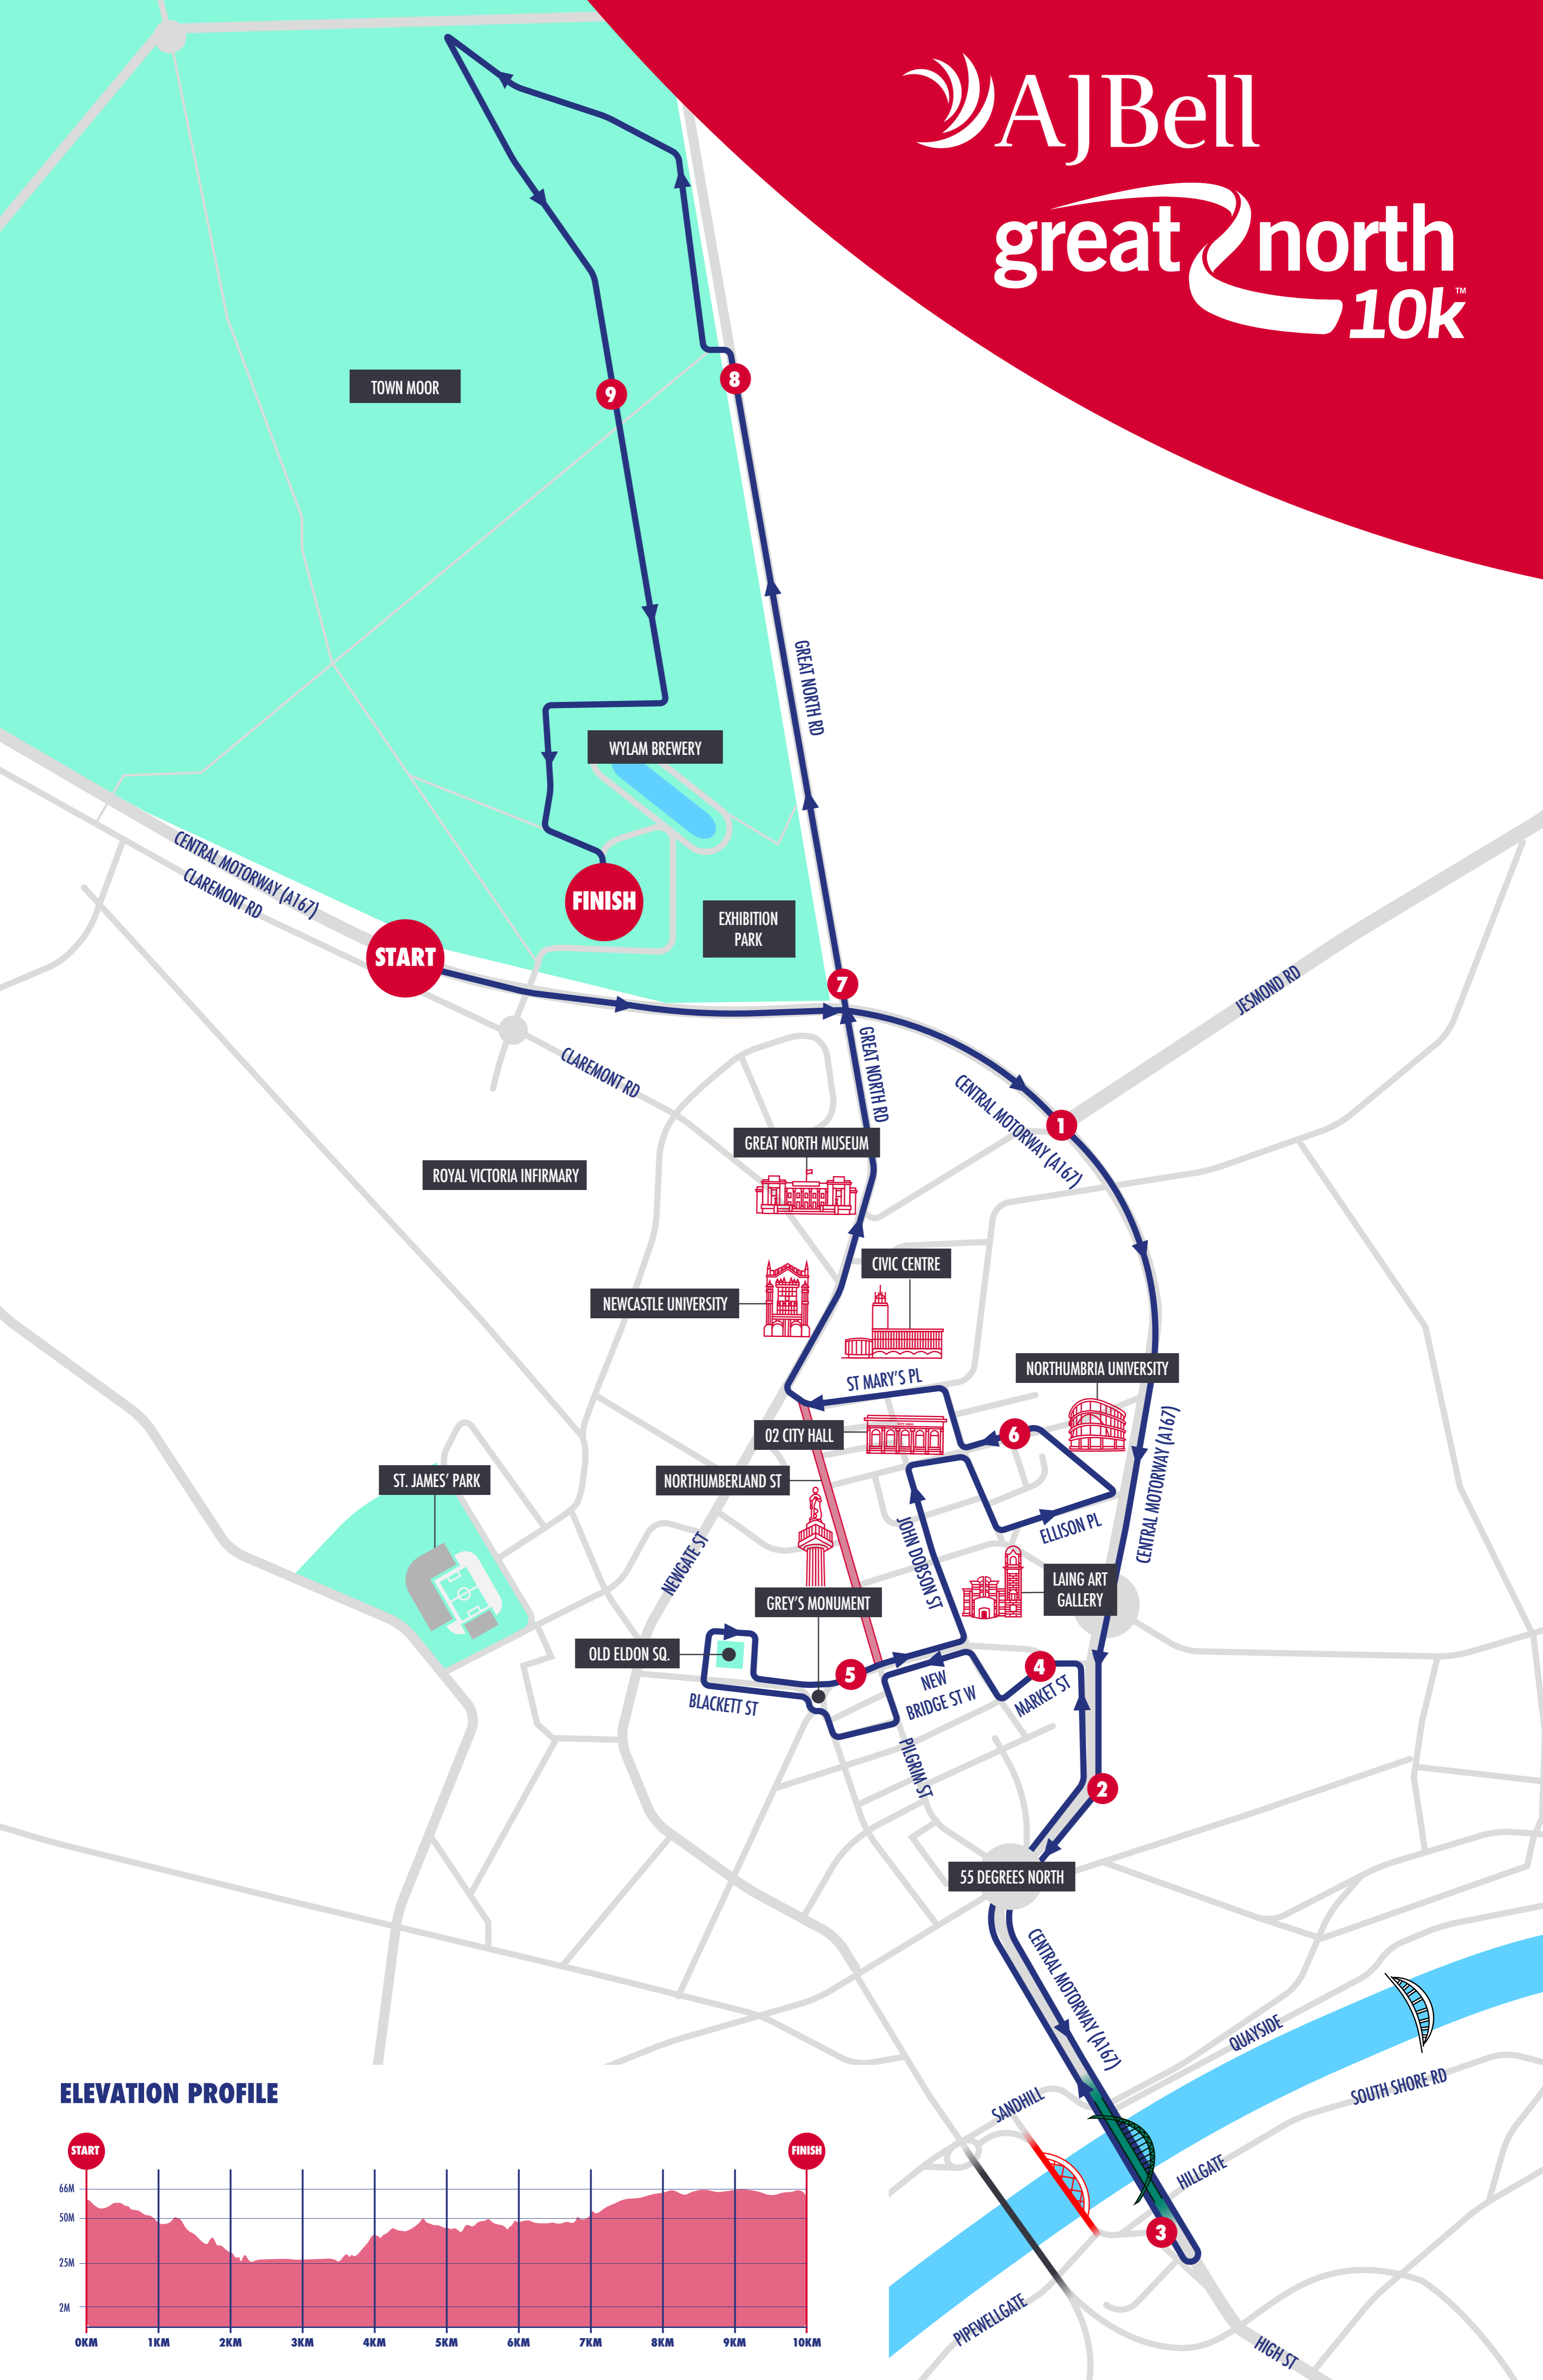 AJBell
great north
10k™
TOWN MOOR
9
8
WYLAM BREWERY
GREAT NORTH RD
CENTRAL MOTORWAY (A167)
CLAREMONT RD
FINISH
EXHIBITION
PARK
START
7
JESMOND RD
GREAT NORTH RD
CLAREMONT RD
CENTRAL MOTORWAY (A167)
1
GREAT NORTH MUSEUM
ROYAL VICTORIA INFIRMARY
CIVIC CENTRE
NEWCASTLE UNIVERSITY
NORTHUMBRIA UNIVERSITY
ST MARY'S PL
02 CITY HALL
CITY HALL
6
CENTRAL MOTORWAY (A167)
ST. JAMES' PARK
NORTHUMBERLAND ST
ELLISON PL
JOHN DOBSON ST
NEWGATE ST
LAING ART
GALLERY
GREY'S MONUMENT
OLD ELDON SQ.
5
4
NEW
BRIDGE ST W
MARKET ST
BLACKETT ST
PILGRIM ST
2
55 DEGREES NORTH
CENTRAL MOTORWAY (A167)
QUAYSIDE
SOUTH SHORE RD
SANDHILL
HILLGATE
3
PIPEWELLGATE
HIGH ST
ELEVATION PROFILE
START
FINISH
66M
50M
25M
2M
0KM 1KM 2KM 3KM 4KM 5KM 6KM 7KM 8KM 9KM 10KM